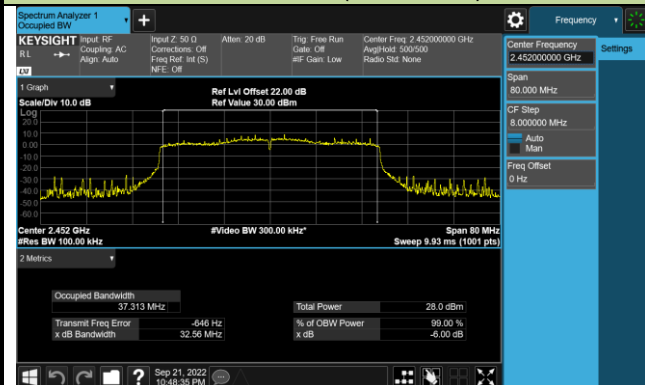 Spectrum Analyzer 1
Occupied BW
+
Frequency
KEYSIGHT
RL
Input: RF
Coupling: AC
Align: Auto
Input Z: 50 Ω
Corrections: Off
Freq Ref: Int (S)
NFE: Off
Atten: 20 dB
Trig: Free Run
Gate: Off
#IF Gain: Low
Center Freq: 2.452000000 GHz
Avg|Hold: 500/500
Radio Std: None
Center Frequency
2.452000000 GHz
Settings
Span
80.000 MHz
CF Step
8.000000 MHz
Auto
Man
Freq Offset
0 Hz
1 Graph
Scale/Div 10.0 dB
Ref Lvl Offset 22.00 dB
Ref Value 30.00 dBm
Log
20.0
10.0
0.00
-10.0
-20.0
-30.0
-40.0
-50.0
-60.0
Center 2.452 GHz
#Res BW 100.00 kHz
#Video BW 300.00 kHz*
Span 80 MHz
Sweep 9.93 ms (1001 pts)
2 Metrics
Occupied Bandwidth
37.313 MHz
Total Power 28.0 dBm
Transmit Freq Error -646 Hz
% of OBW Power 99.00 %
x dB Bandwidth 32.56 MHz
x dB -6.00 dB
?
Sep 21, 2022
10:48:35 PM